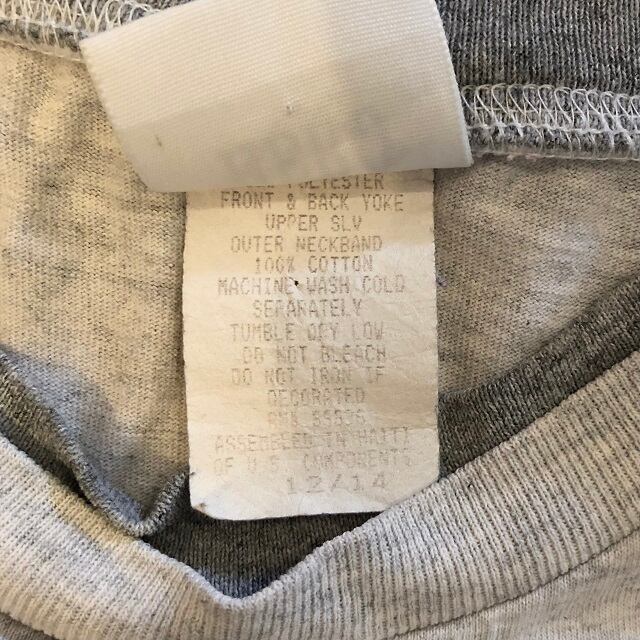 POLYESTER
FRONT & BACK YOKE
UPPER SLV
OUTER NECKBAND
100% COTTON
MACHINE WASH COLD
SEPARATELY
TUMBLE DRY LOW
DO NOT BLEACH
DO NOT IRON IF
DECORATED
ASSEMBLED IN HAITI
OF U.S. COMPONENTS
12/14